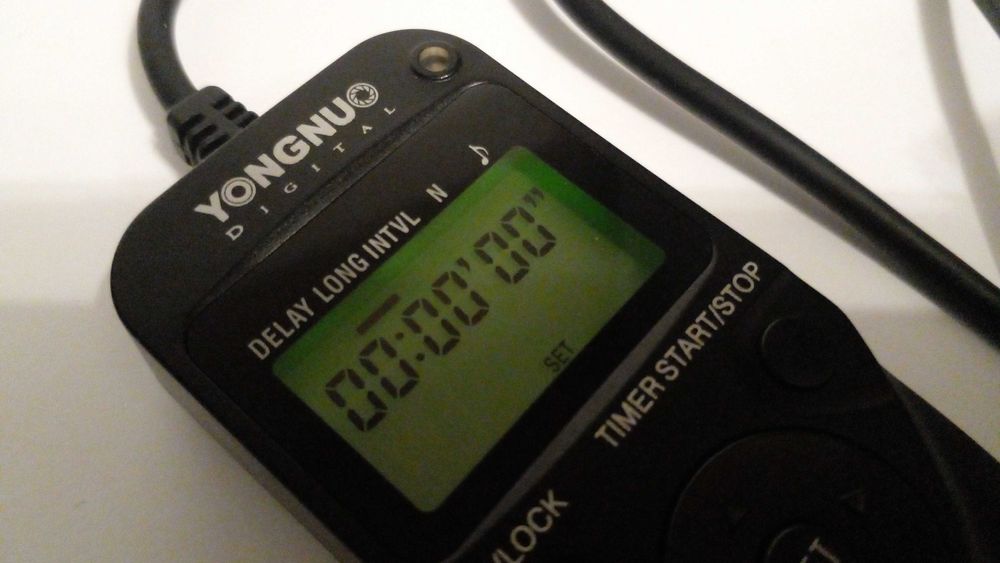 YONGNUO
DIGITAL
DELAY LONG INTVL N ♪
00:00'00"
SET
TIMER START/STOP
/LOCK